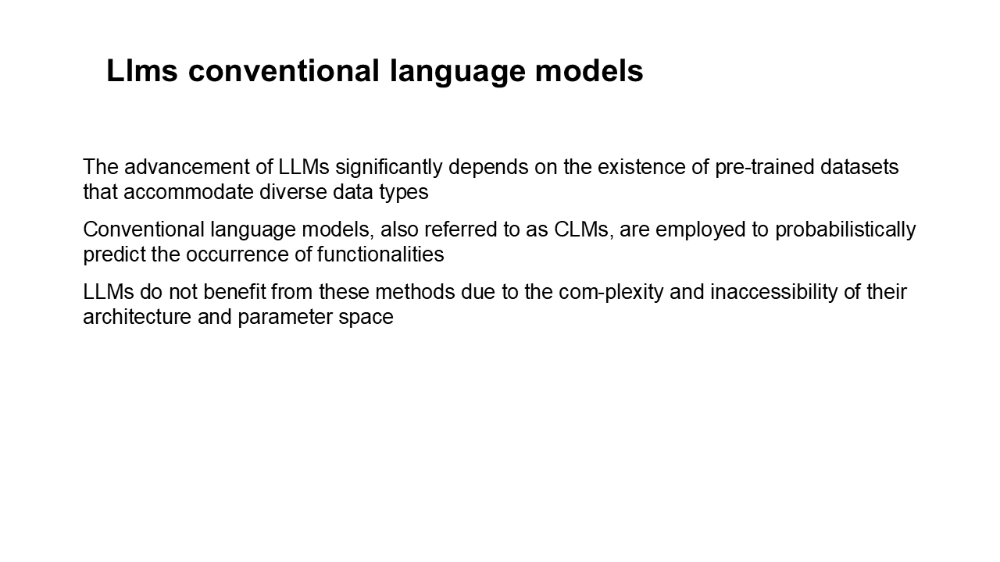 Llms conventional language models
The advancement of LLMs significantly depends on the existence of pre-trained datasets
that accommodate diverse data types
Conventional language models, also referred to as CLMs, are employed to probabilistically
predict the occurrence of functionalities
LLMs do not benefit from these methods due to the com-plexity and inaccessibility of their
architecture and parameter space